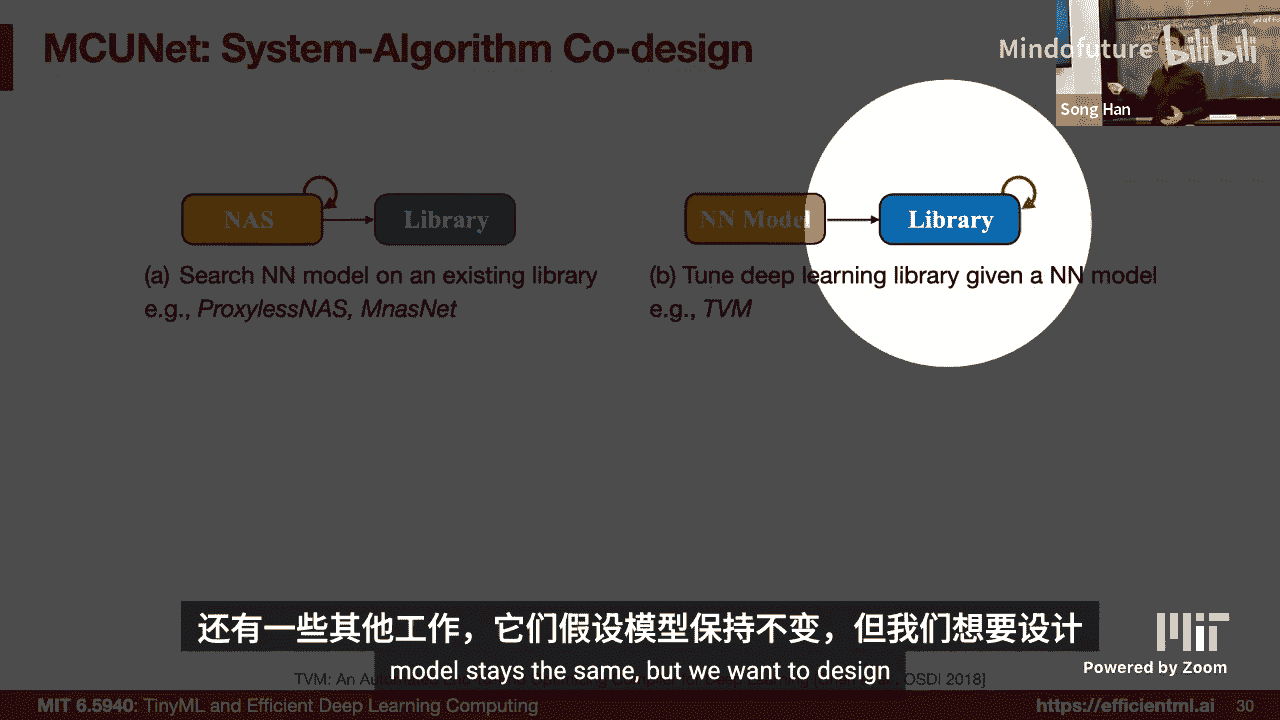 MCUNet: System-Algorithm Co-design
Mindofuture bilibili
Song Han
NAS
Library
NN Model
Library
(a) Search NN model on an existing library
e.g., ProxylessNAS, MnasNet
(b) Tune deep learning library given a NN model
e.g., TVM
还有一些其他工作，它们假设模型保持不变，但我们想要设计
model stays the same, but we want to design
TVM: An
OSDI 2018]
MIT
Powered by Zoom
MIT 6.5940: TinyML and Efficient Deep Learning Computing
https://efficientml.ai
30